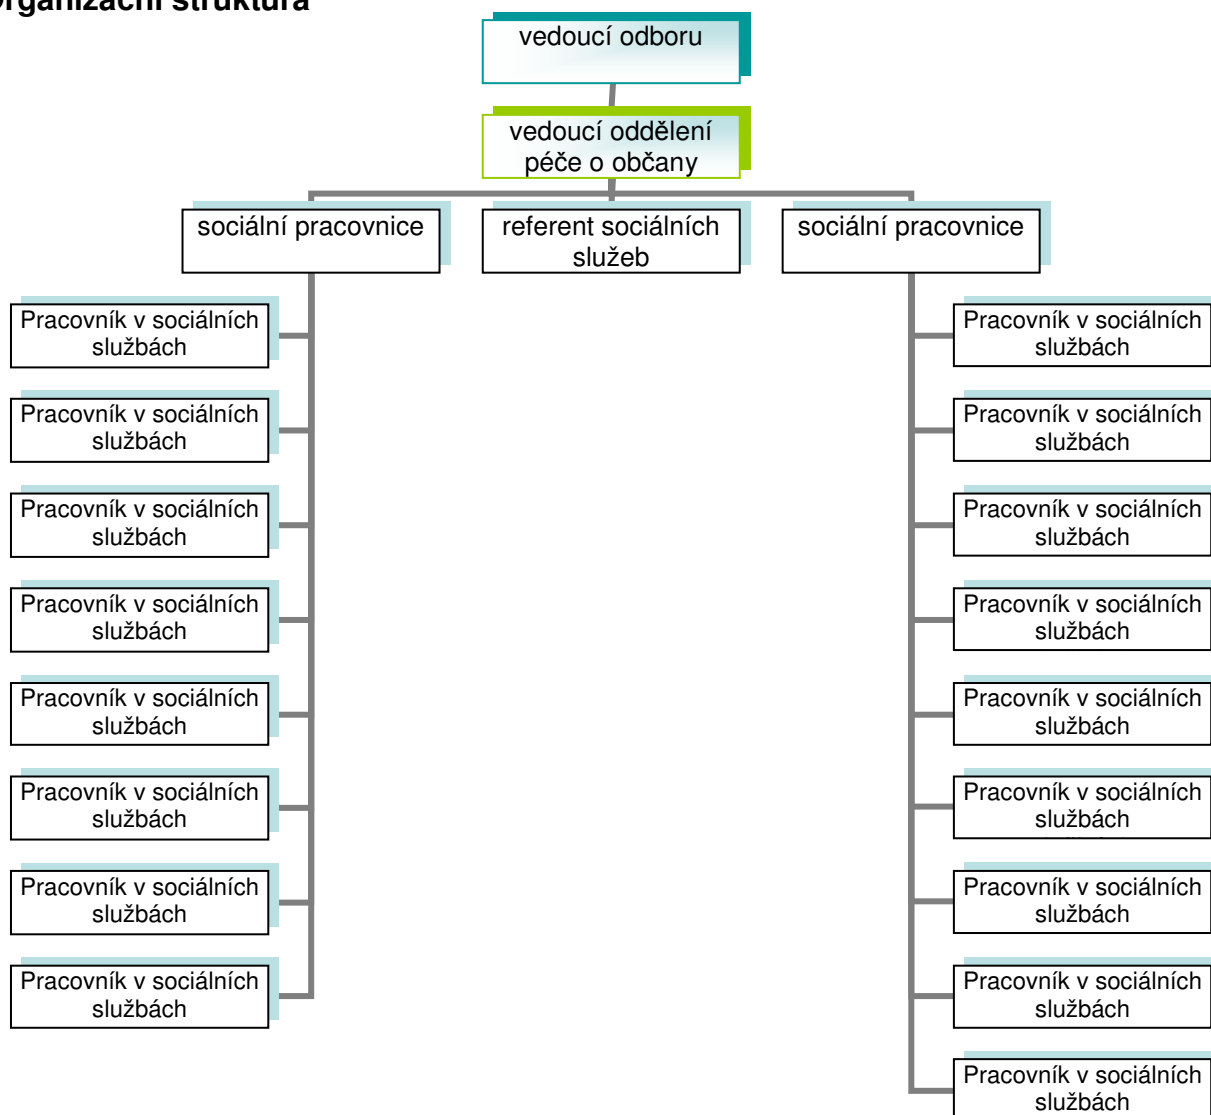 Organizační struktura
vedoucí odboru
vedoucí oddělení
péče o občany
sociální pracovnice
referent sociálních
služeb
sociální pracovnice
Pracovník v sociálních
službách
Pracovník v sociálních
službách
Pracovník v sociálních
službách
Pracovník v sociálních
službách
Pracovník v sociálních
službách
Pracovník v sociálních
službách
Pracovník v sociálních
službách
Pracovník v sociálních
službách
Pracovník v sociálních
službách
Pracovník v sociálních
službách
Pracovník v sociálních
službách
Pracovník v sociálních
službách
Pracovník v sociálních
službách
Pracovník v sociálních
službách
Pracovník v sociálních
službách
Pracovník v sociálních
službách
Pracovník v sociálních
službách